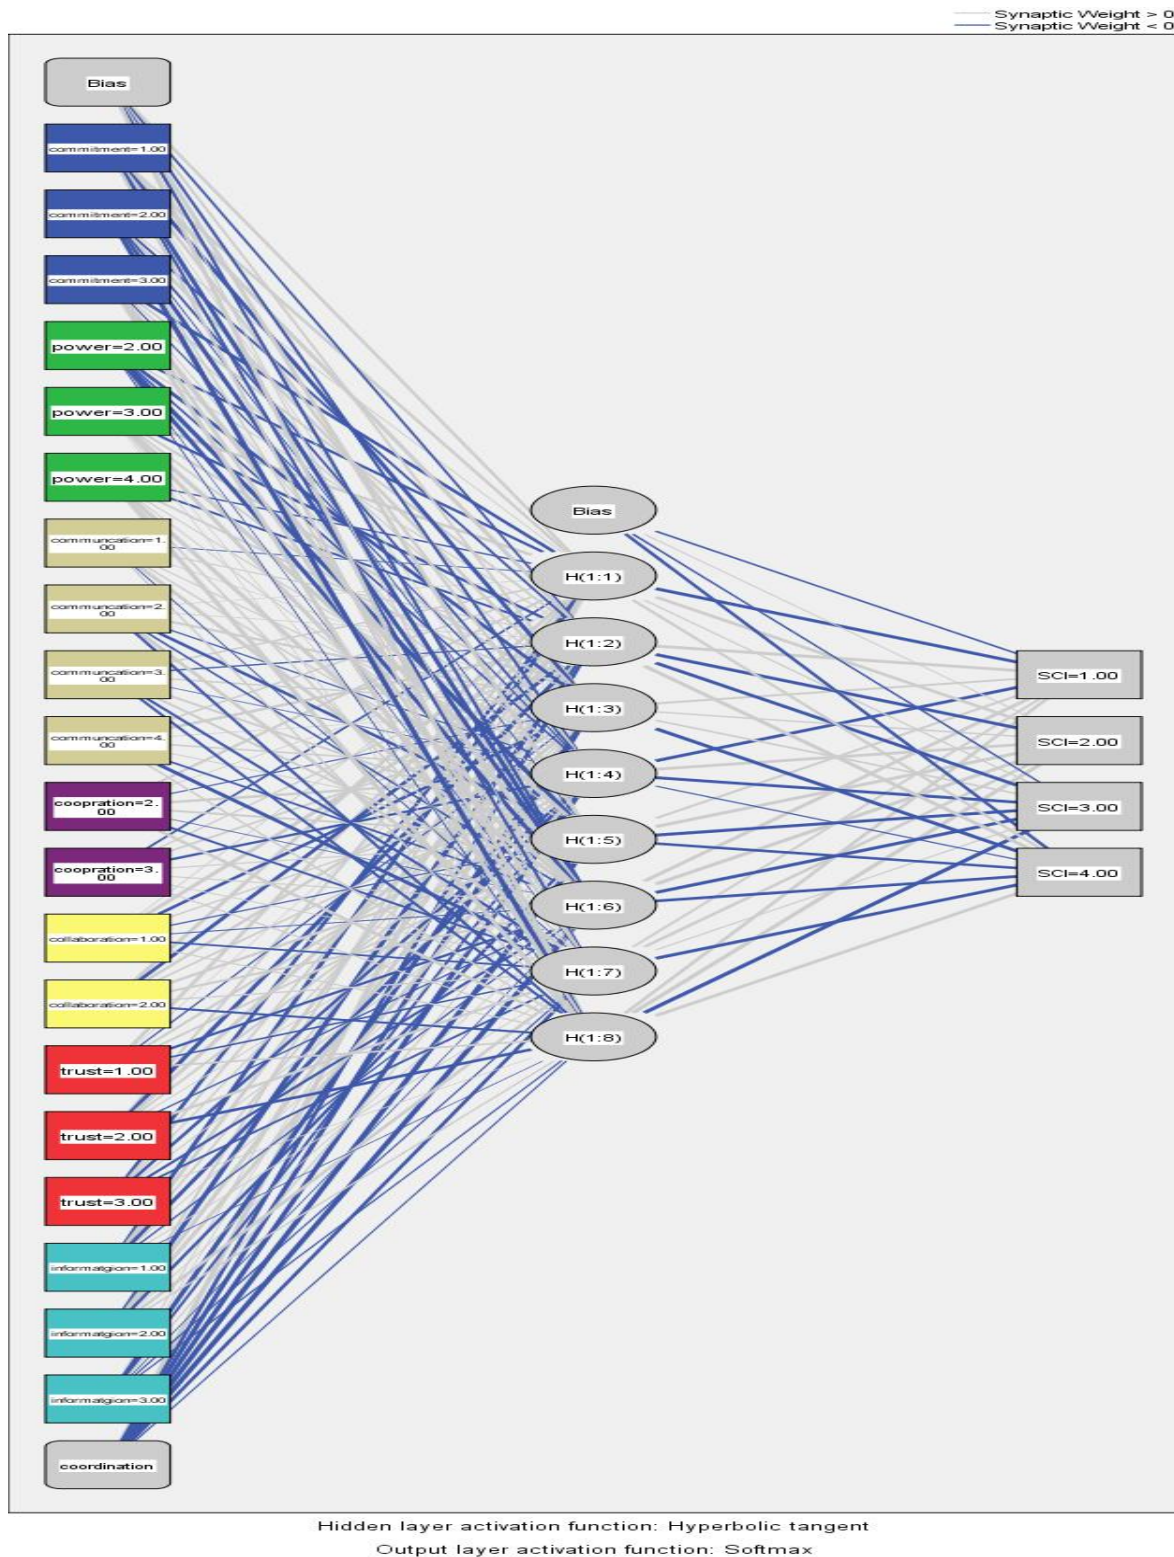 Synaptic Weight > 0
Synaptic Weight < 0
Bias
commitment=1.00
commitment=2.00
commitment=3.00
power=2.00
power=3.00
power=4.00
communcation=1.
00
communcation=2.
00
communcation=3.
00
communcation=4.
00
coopration=2.
00
coopration=3.
00
collaboration=1.00
collaboration=2.00
trust=1.00
trust=2.00
trust=3.00
informatgion=1.00
informatgion=2.00
informatgion=3.00
coordination
Bias
H(1:1)
H(1:2)
H(1:3)
H(1:4)
H(1:5)
H(1:6)
H(1:7)
H(1:8)
SCI=1.00
SCI=2.00
SCI=3.00
SCI=4.00
Hidden layer activation function: Hyperbolic tangent
Output layer activation function: Softmax